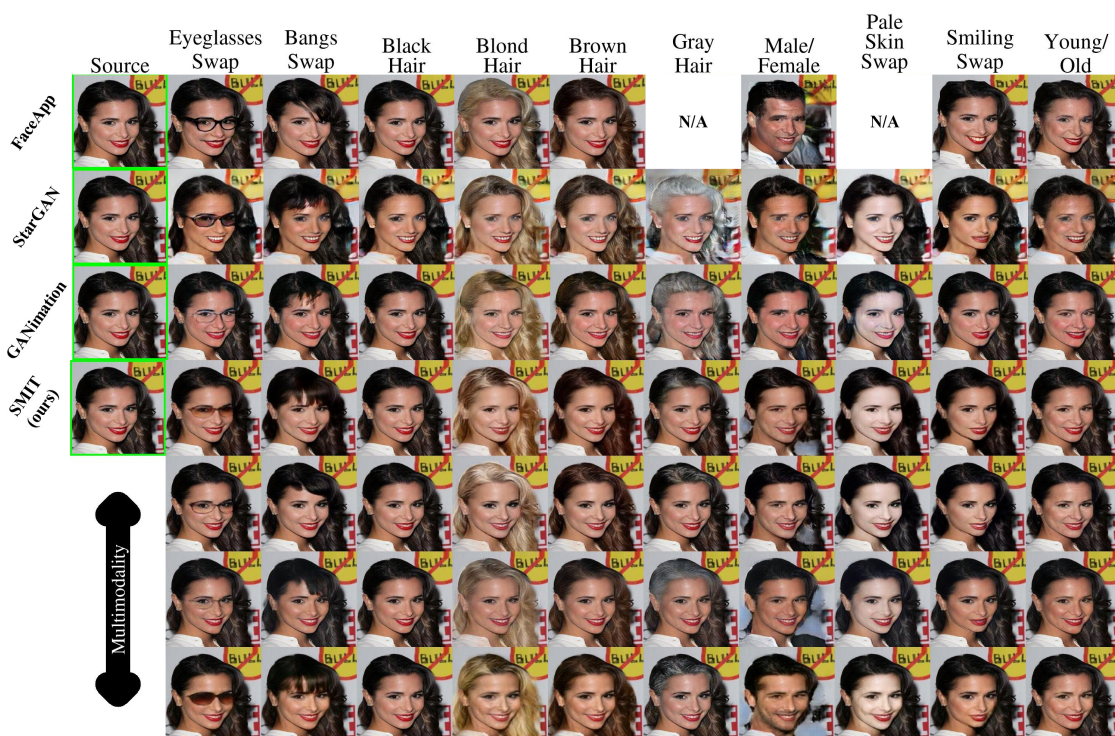 Source
Eyeglasses
Swap
Bangs
Swap
Black
Hair
Blond
Hair
Brown
Hair
Gray
Hair
Male/
Female
Pale
Skin
Swap
Smiling
Swap
Young/
Old
FaceApp
N/A
N/A
StarGAN
GANimation
SMIT
(ours)
Multimodality